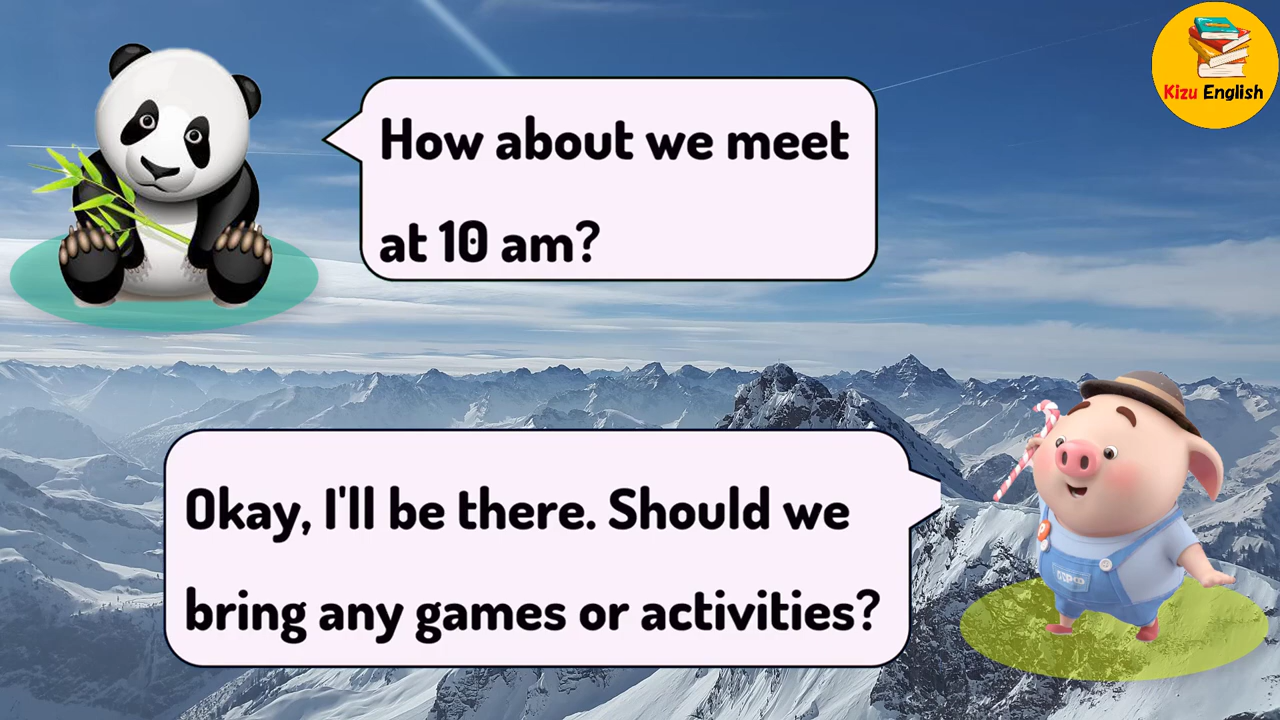 Kizu English
How about we meet
at 10 am?
Okay, I'll be there. Should we
bring any games or activities?